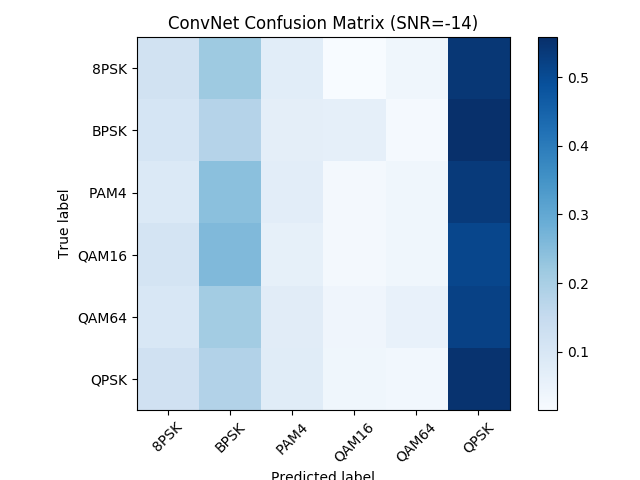 ConvNet Confusion Matrix (SNR=-14)
True label
8PSK
BPSK
PAM4
QAM16
QAM64
QPSK
8PSK
BPSK
PAM4
QAM16
QAM64
QPSK
Predicted label
0.5
0.4
0.3
0.2
0.1